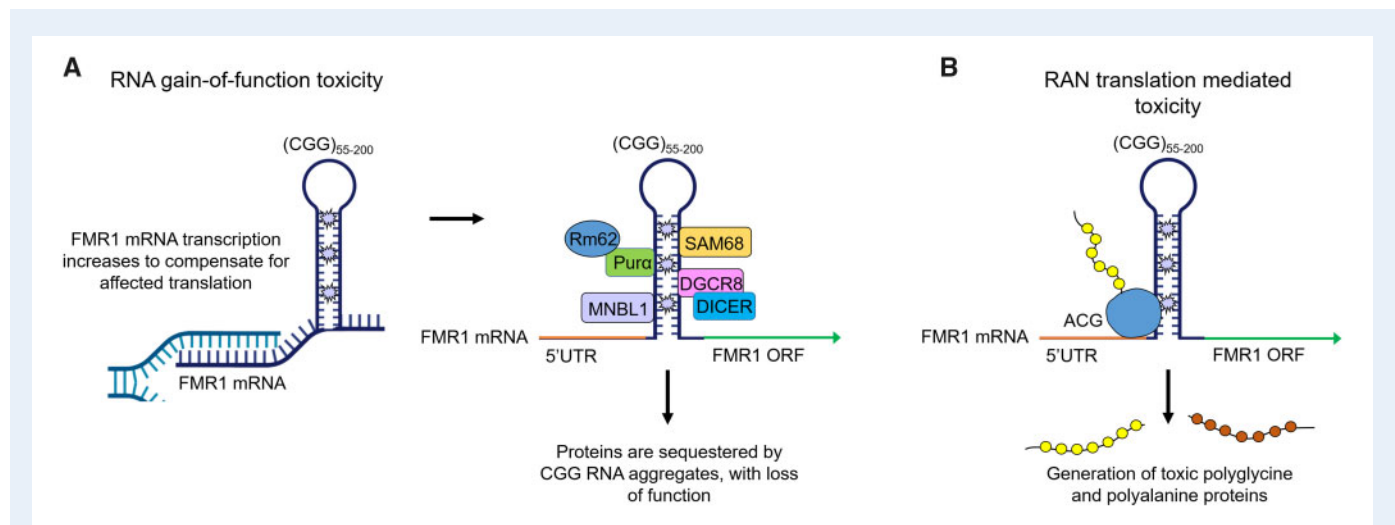 A
RNA gain-of-function toxicity
(CGG)55-200
FMR1 mRNA transcription
increases to compensate for
affected translation
FMR1 mRNA
(CGG)55-200
Rm62
Purα
SAM68
DGCR8
DICER
MNBL1
FMR1 mRNA
5’UTR
FMR1 ORF
Proteins are sequestered by
CGG RNA aggregates, with loss
of function
B
RAN translation mediated
toxicity
(CGG)55-200
ACG
FMR1 mRNA
5’UTR
FMR1 ORF
Generation of toxic polyglycine
and polyalanine proteins